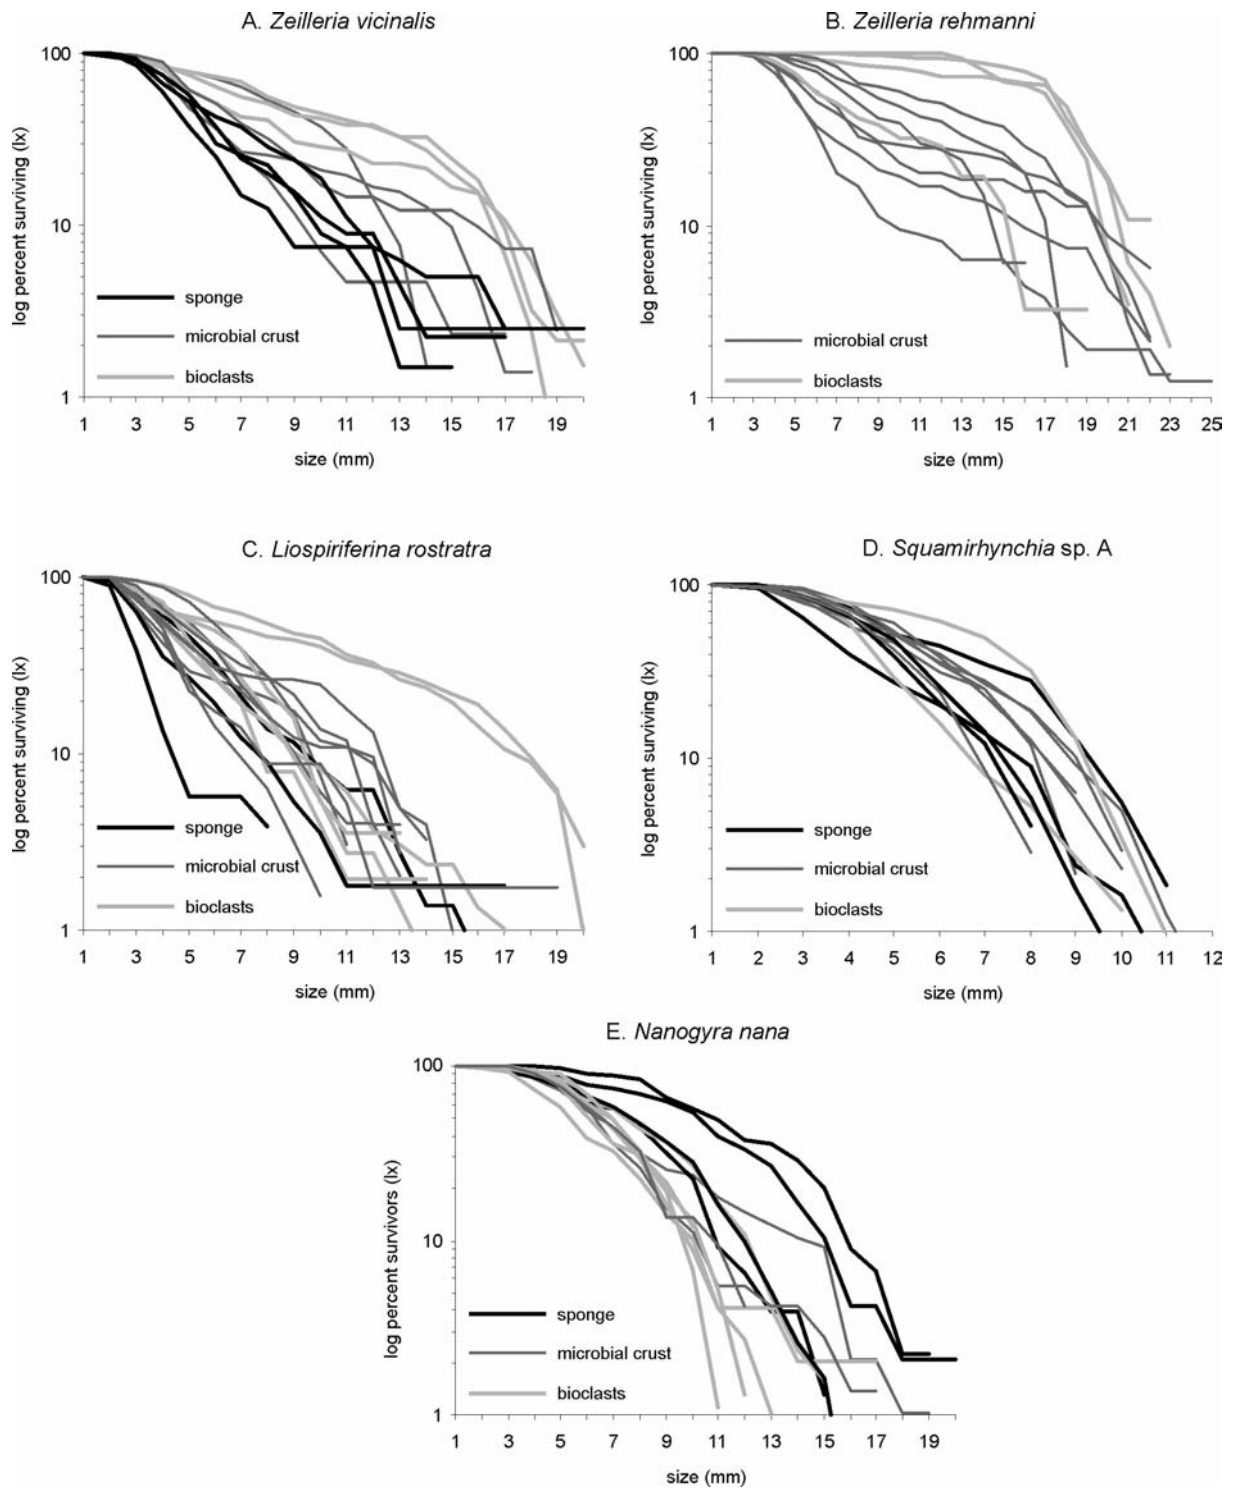 A. Zeilleria vicinalis
log percent surviving (lx)
100
10
1
sponge
microbial crust
bioclasts
1 3 5 7 9 11 13 15 17 19
size (mm)
B. Zeilleria rehmanni
log percent surviving (lx)
100
10
1
microbial crust
bioclasts
1 3 5 7 9 11 13 15 17 19 21 23 25
size (mm)
C. Liospiriferina rostratra
log percent surviving (lx)
100
10
1
sponge
microbial crust
bioclasts
1 3 5 7 9 11 13 15 17 19
size (mm)
D. Squamirhynchia sp. A
log percent surviving (lx)
100
10
1
sponge
microbial crust
bioclasts
1 2 3 4 5 6 7 8 9 10 11 12
size (mm)
E. Nanogyra nana
log percent survivors (lx)
100
10
1
sponge
microbial crust
bioclasts
1 3 5 7 9 11 13 15 17 19
size (mm)